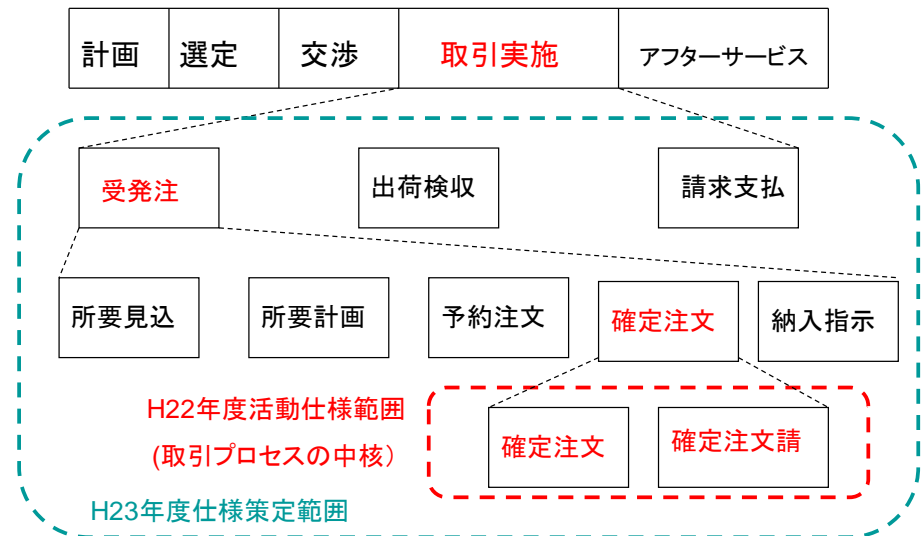 計画
選定
交渉
取引実施
アフターサービス
受発注
出荷検収
請求支払
所要見込
所要計画
予約注文
確定注文
納入指示
H22年度活動仕様範囲
(取引プロセスの中核)
確定注文
確定注文請
H23年度仕様策定範囲